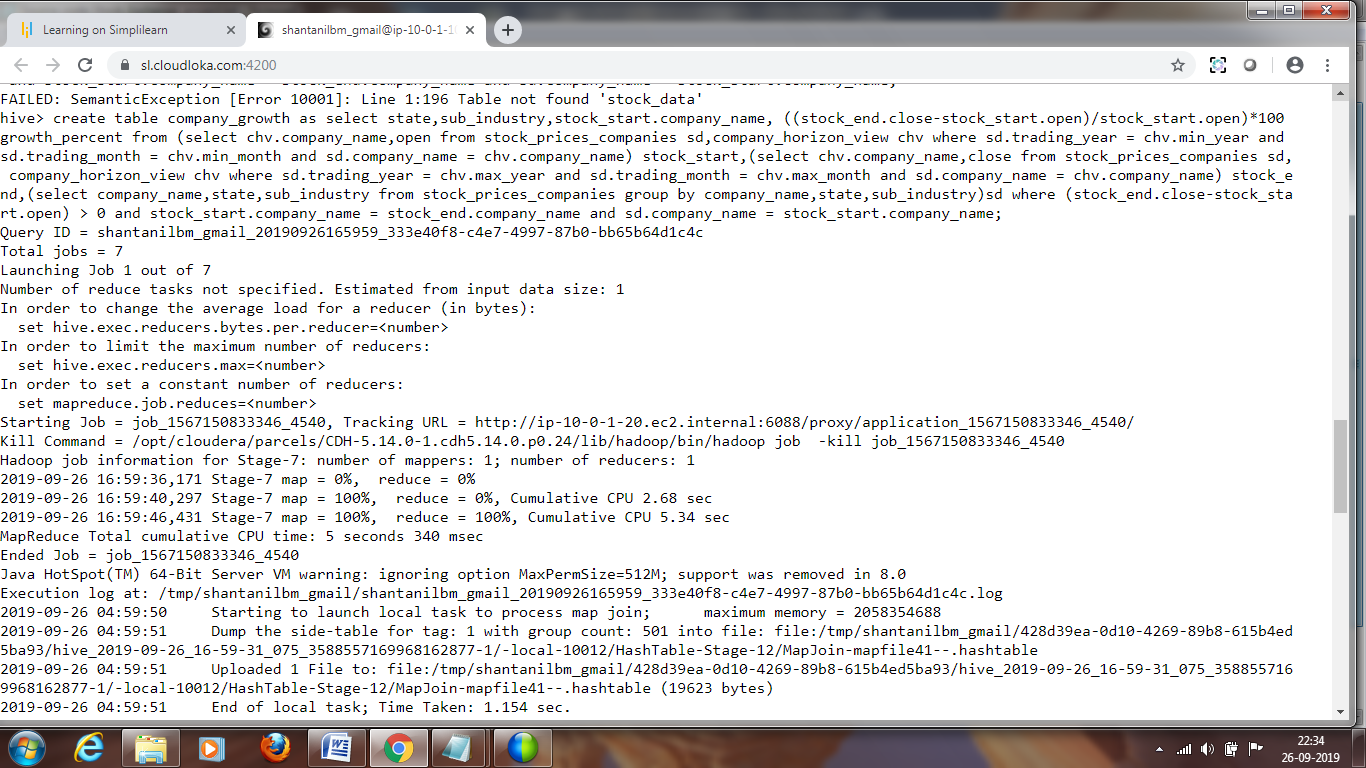 Learning on Simplilearn
shantanilbm_gmail@ip-10-0-1-10
sl.cloudloka.com:4200
FAILED: SemanticException [Error 10001]: Line 1:196 Table not found 'stock_data'
hive> create table company_growth as select state,sub_industry,stock_start.company_name, ((stock_end.close-stock_start.open)/stock_start.open)*100
growth_percent from (select chv.company_name,open from stock_prices_companies sd,company_horizon_view chv where sd.trading_year = chv.min_year and
sd.trading_month = chv.min_month and sd.company_name = chv.company_name) stock_start,(select chv.company_name,close from stock_prices_companies sd,
company_horizon_view chv where sd.trading_year = chv.max_year and sd.trading_month = chv.max_month and sd.company_name = chv.company_name) stock_e
nd,(select company_name,state,sub_industry from stock_prices_companies group by company_name,state,sub_industry)sd where (stock_end.close-stock_sta
rt.open) > 0 and stock_start.company_name = stock_end.company_name and sd.company_name = stock_start.company_name;
Query ID = shantanilbm_gmail_20190926165959_333e40f8-c4e7-4997-87b0-bb65b64d1c4c
Total jobs = 7
Launching Job 1 out of 7
Number of reduce tasks not specified. Estimated from input data size: 1
In order to change the average load for a reducer (in bytes):
  set hive.exec.reducers.bytes.per.reducer=<number>
In order to limit the maximum number of reducers:
  set hive.exec.reducers.max=<number>
In order to set a constant number of reducers:
  set mapreduce.job.reduces=<number>
Starting Job = job_1567150833346_4540, Tracking URL = http://ip-10-0-1-20.ec2.internal:6088/proxy/application_1567150833346_4540/
Kill Command = /opt/cloudera/parcels/CDH-5.14.0-1.cdh5.14.0.p0.24/lib/hadoop/bin/hadoop job  -kill job_1567150833346_4540
Hadoop job information for Stage-7: number of mappers: 1; number of reducers: 1
2019-09-26 16:59:36,171 Stage-7 map = 0%,  reduce = 0%
2019-09-26 16:59:40,297 Stage-7 map = 100%,  reduce = 0%, Cumulative CPU 2.68 sec
2019-09-26 16:59:46,431 Stage-7 map = 100%,  reduce = 100%, Cumulative CPU 5.34 sec
MapReduce Total cumulative CPU time: 5 seconds 340 msec
Ended Job = job_1567150833346_4540
Java HotSpot(TM) 64-Bit Server VM warning: ignoring option MaxPermSize=512M; support was removed in 8.0
Execution log at: /tmp/shantanilbm_gmail/shantanilbm_gmail_20190926165959_333e40f8-c4e7-4997-87b0-bb65b64d1c4c.log
2019-09-26 04:59:50     Starting to launch local task to process map join;      maximum memory = 2058354688
2019-09-26 04:59:51     Dump the side-table for tag: 1 with group count: 501 into file: file:/tmp/shantanilbm_gmail/428d39ea-0d10-4269-89b8-615b4ed
5ba93/hive_2019-09-26_16-59-31_075_3588557169968162877-1/-local-10012/HashTable-Stage-12/MapJoin-mapfile41--.hashtable
2019-09-26 04:59:51     Uploaded 1 File to: file:/tmp/shantanilbm_gmail/428d39ea-0d10-4269-89b8-615b4ed5ba93/hive_2019-09-26_16-59-31_075_358855716
9968162877-1/-local-10012/HashTable-Stage-12/MapJoin-mapfile41--.hashtable (19623 bytes)
2019-09-26 04:59:51     End of local task; Time Taken: 1.154 sec.
22:34
26-09-2019